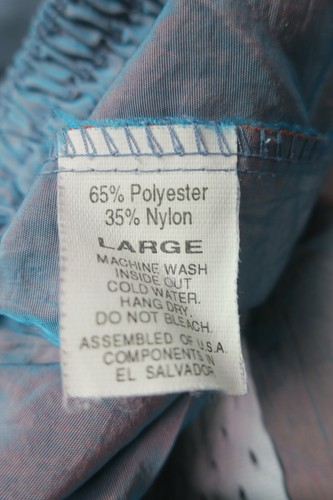 65% Polyester
35% Nylon
LARGE
MACHINE WASH
INSIDE OUT
COLD WATER.
HANG DRY.
DO NOT BLEACH.
ASSEMBLED OF U.S.A.
COMPONENTS IN
EL SALVADOR